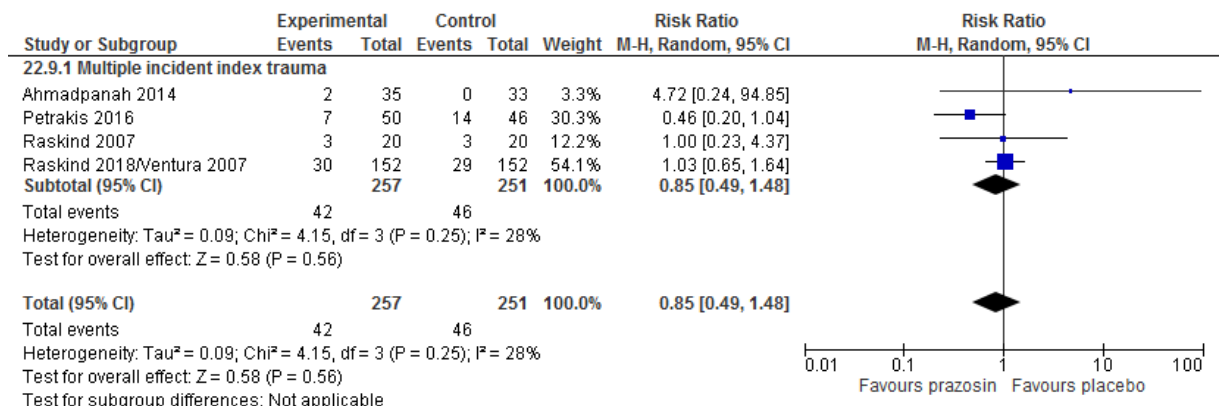 Experimental Control Risk Ratio Risk Ratio
Study or Subgroup Events Total Events Total Weight M-H, Random, 95% CI M-H, Random, 95% CI
22.9.1 Multiple incident index trauma
Ahmadpanah 2014 2 35 0 33 3.3% 4.72 [0.24, 94.85]
Petrakis 2016 7 50 14 46 30.3% 0.46 [0.20, 1.04]
Raskind 2007 3 20 3 20 12.2% 1.00 [0.23, 4.37]
Raskind 2018/Ventura 2007 30 152 29 152 54.1% 1.03 [0.65, 1.64]
Subtotal (95% CI) 257 251 100.0% 0.85 [0.49, 1.48]
Total events 42 46
Heterogeneity: Tau² = 0.09; Chi² = 4.15, df = 3 (P = 0.25); I² = 28%
Test for overall effect: Z = 0.58 (P = 0.56)
Total (95% CI) 257 251 100.0% 0.85 [0.49, 1.48]
Total events 42 46
Heterogeneity: Tau² = 0.09; Chi² = 4.15, df = 3 (P = 0.25); I² = 28%
Test for overall effect: Z = 0.58 (P = 0.56)
Test for subgroup differences: Not applicable
0.01 0.1 1 10 100
Favours prazosin Favours placebo